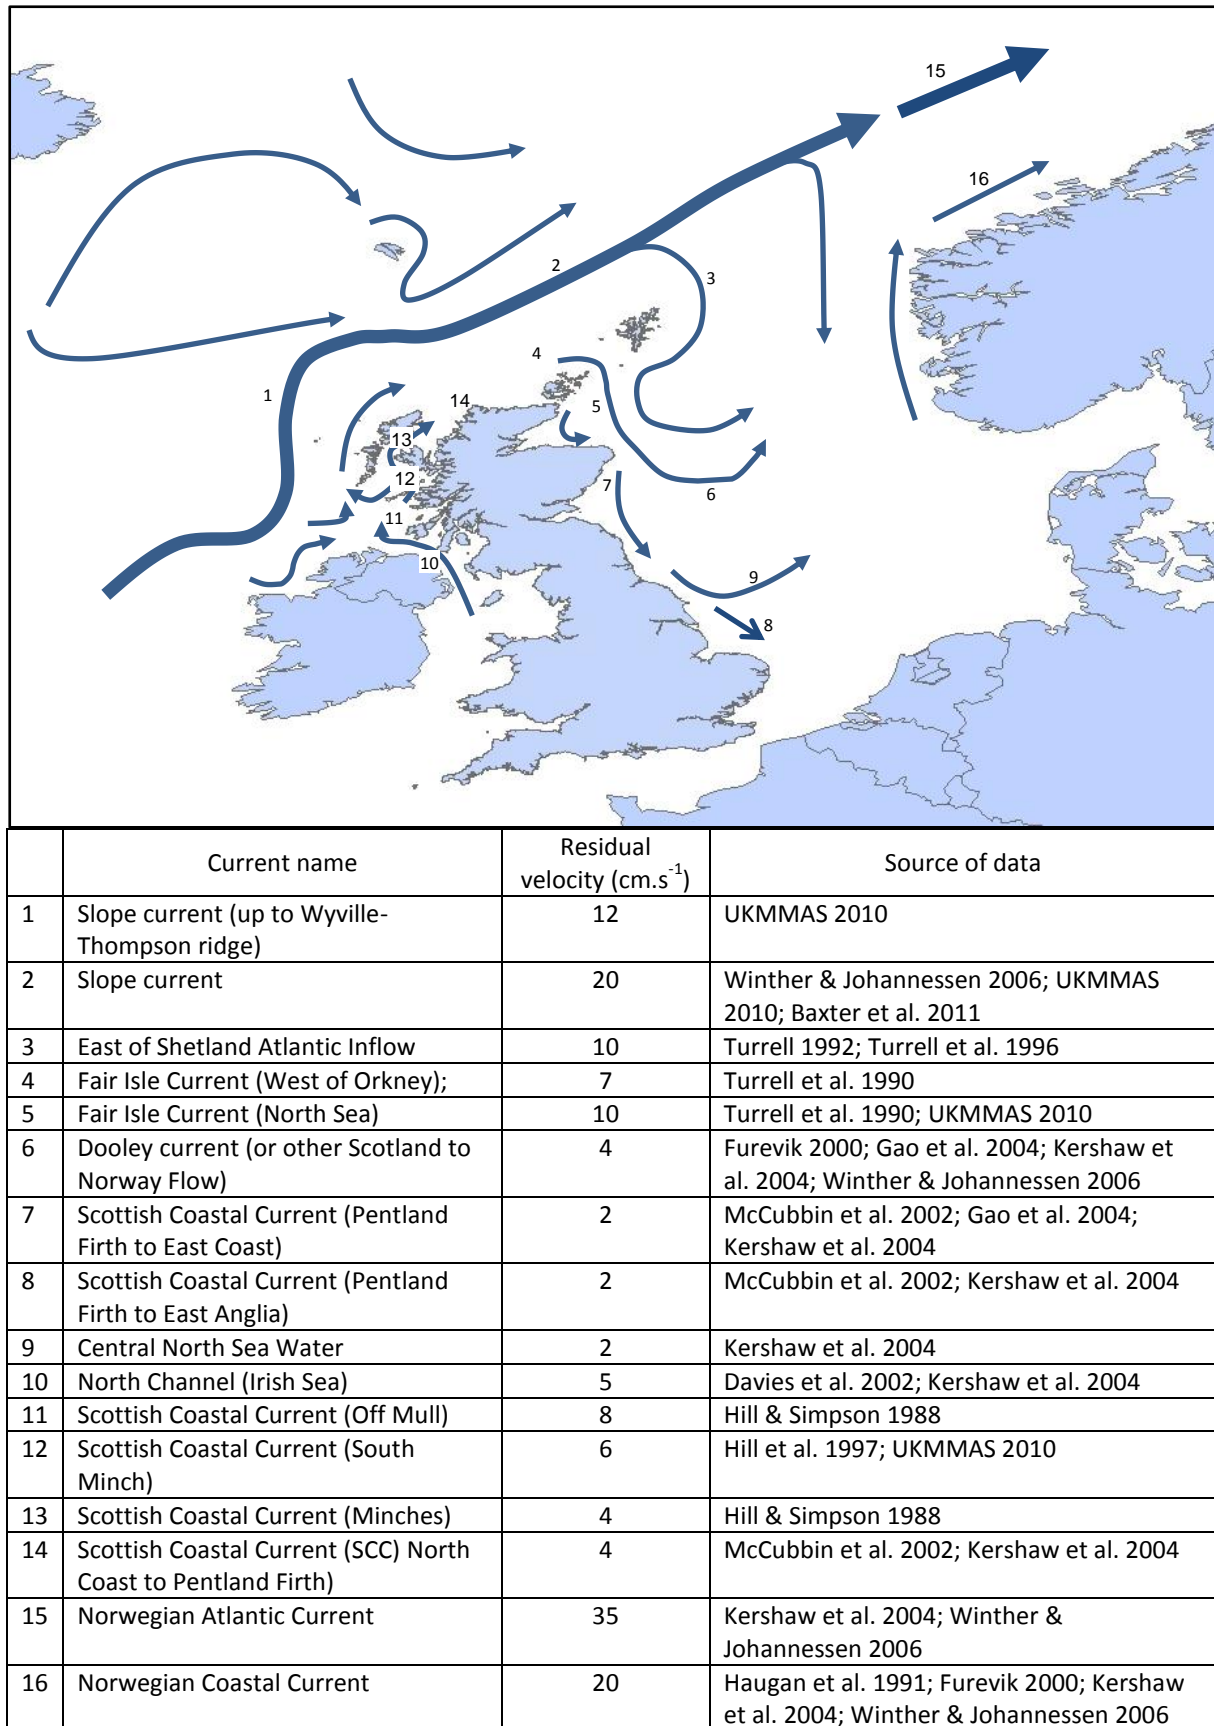 15
16
2
3
4
1
14
5
13
12
7
6
11
10
9
8
Current name
Residual
velocity (cm.s-1)
Source of data
1
Slope current (up to Wyville-
Thompson ridge)
12
UKMMAS 2010
2
Slope current
20
Winther & Johannessen 2006; UKMMAS
2010; Baxter et al. 2011
3
East of Shetland Atlantic Inflow
10
Turrell 1992; Turrell et al. 1996
4
Fair Isle Current (West of Orkney);
7
Turrell et al. 1990
5
Fair Isle Current (North Sea)
10
Turrell et al. 1990; UKMMAS 2010
6
Dooley current (or other Scotland to
Norway Flow)
4
Furevik 2000; Gao et al. 2004; Kershaw et
al. 2004; Winther & Johannessen 2006
7
Scottish Coastal Current (Pentland
Firth to East Coast)
2
McCubbin et al. 2002; Gao et al. 2004;
Kershaw et al. 2004
8
Scottish Coastal Current (Pentland
Firth to East Anglia)
2
McCubbin et al. 2002; Kershaw et al. 2004
9
Central North Sea Water
2
Kershaw et al. 2004
10
North Channel (Irish Sea)
5
Davies et al. 2002; Kershaw et al. 2004
11
Scottish Coastal Current (Off Mull)
8
Hill & Simpson 1988
12
Scottish Coastal Current (South
Minch)
6
Hill et al. 1997; UKMMAS 2010
13
Scottish Coastal Current (Minches)
4
Hill & Simpson 1988
14
Scottish Coastal Current (SCC) North
Coast to Pentland Firth)
4
McCubbin et al. 2002; Kershaw et al. 2004
15
Norwegian Atlantic Current
35
Kershaw et al. 2004; Winther &
Johannessen 2006
16
Norwegian Coastal Current
20
Haugan et al. 1991; Furevik 2000; Kershaw
et al. 2004; Winther & Johannessen 2006